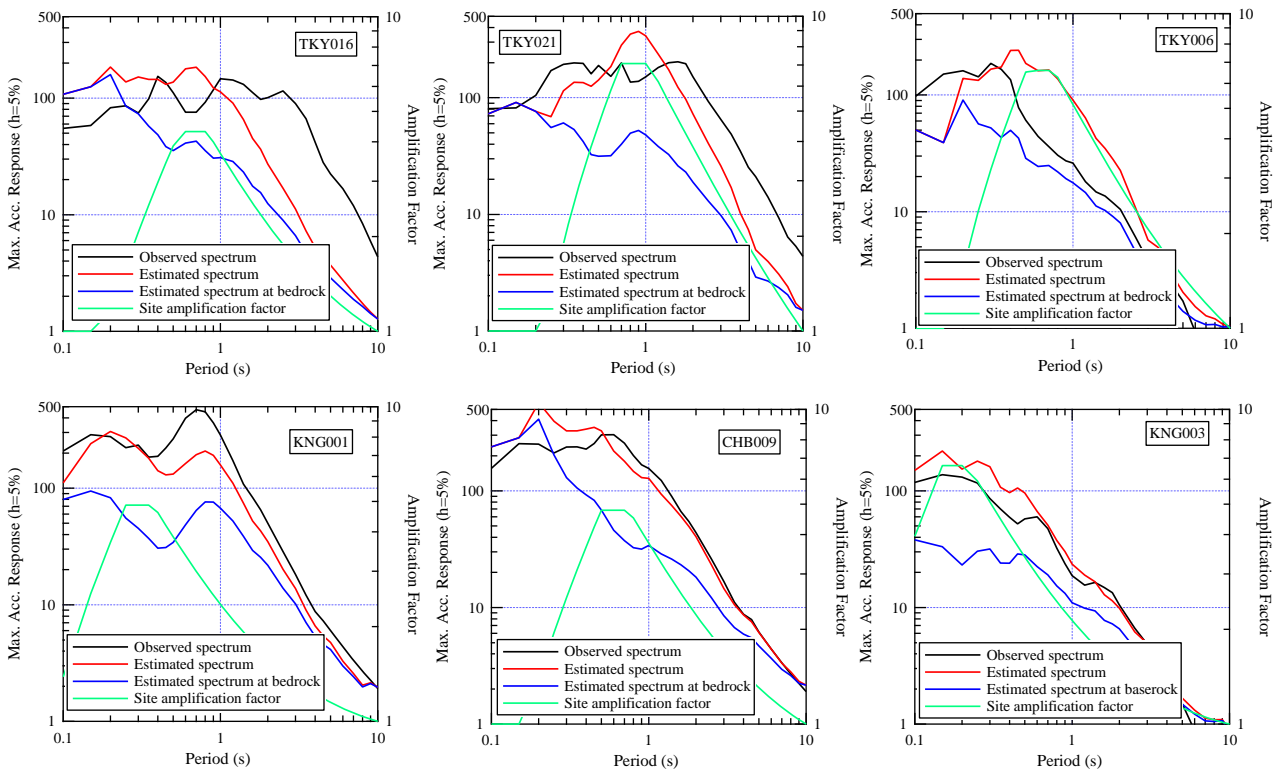 500
100
10
1
0.1
1
10
10
1
Max. Acc. Response (h=5%)
Amplification Factor
Period (s)
TKY016
Observed spectrum
Estimated spectrum
Estimated spectrum at bedrock
Site amplification factor
500
100
10
1
0.1
1
10
10
1
Max. Acc. Response (h=5%)
Amplification Factor
Period (s)
TKY021
Observed spectrum
Estimated spectrum
Estimated spectrum at bedrock
Site amplification factor
500
100
10
1
0.1
1
10
10
1
Max. Acc. Response (h=5%)
Amplification Factor
Period (s)
TKY006
Observed spectrum
Estimated spectrum
Estimated spectrum at bedrock
Site amplification factor
500
100
10
1
0.1
1
10
10
1
Max. Acc. Response (h=5%)
Amplification Factor
Period (s)
KNG001
Observed spectrum
Estimated spectrum
Estimated spectrum at bedrock
Site amplification factor
500
100
10
1
0.1
1
10
10
1
Max. Acc. Response (h=5%)
Amplification Factor
Period (s)
CHB009
Observed spectrum
Estimated spectrum
Estimated spectrum at bedrock
Site amplification factor
500
100
10
1
0.1
1
10
10
1
Max. Acc. Response (h=5%)
Amplification Factor
Period (s)
KNG003
Observed spectrum
Estimated spectrum
Estimated spectrum at baserock
Site amplification factor